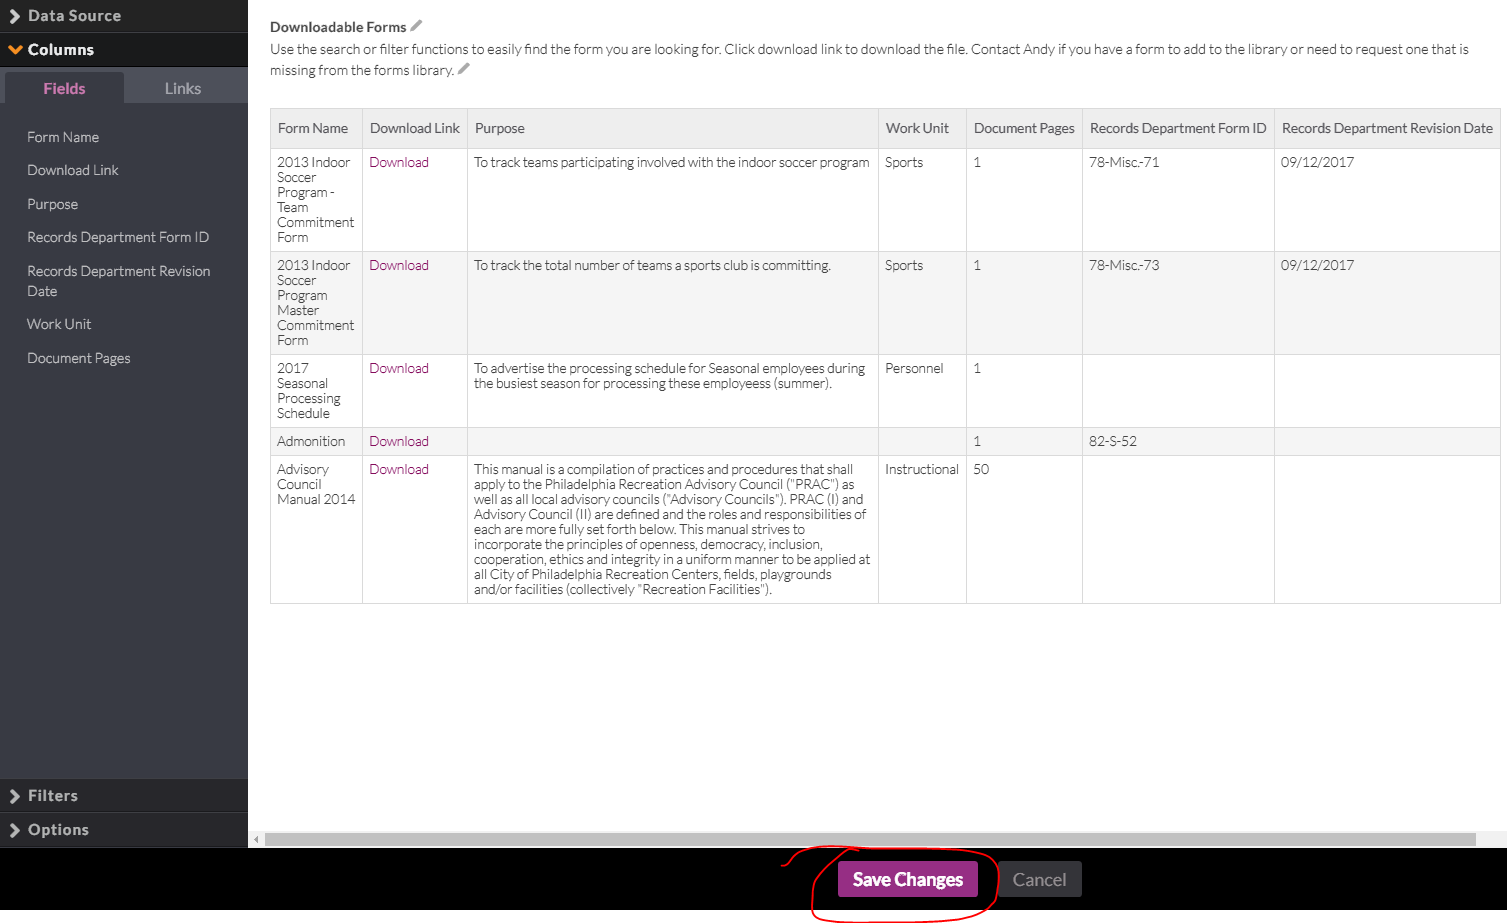 Data Source
Columns
Fields
Links
Form Name
Download Link
Purpose
Records Department Form ID
Records Department Revision
Date
Work Unit
Document Pages
Filters
Options
Downloadable Forms
Use the search or filter functions to easily find the form you are looking for. Click download link to download the file. Contact Andy if you have a form to add to the library or need to request one that is
missing from the forms library.
Form Name Download Link Purpose Work Unit Document Pages Records Department Form ID Records Department Revision Date
2013 Indoor Download To track teams participating involved with the indoor soccer program Sports 1 78-Misc.-71 09/12/2017
Soccer
Program -
Team
Commitment
Form
2013 Indoor Download To track the total number of teams a sports club is committing. Sports 1 78-Misc.-73 09/12/2017
Soccer
Program
Master
Commitment
Form
2017 Download To advertise the processing schedule for Seasonal employees during Personnel 1
Seasonal the busiest season for processing these employeess (summer).
Processing
Schedule
Admonition Download 1 82-S-52
Advisory Download This manual is a compilation of practices and procedures that shall Instructional 50
Council apply to the Philadelphia Recreation Advisory Council ("PRAC") as
Manual 2014 well as all local advisory councils ("Advisory Councils"). PRAC (I) and
Advisory Council (II) are defined and the roles and responsibilities of
each are more fully set forth below. This manual strives to
incorporate the principles of openness, democracy, inclusion,
cooperation, ethics and integrity in a uniform manner to be applied at
all City of Philadelphia Recreation Centers, fields, playgrounds
and/or facilities (collectively "Recreation Facilities").
Save Changes
Cancel